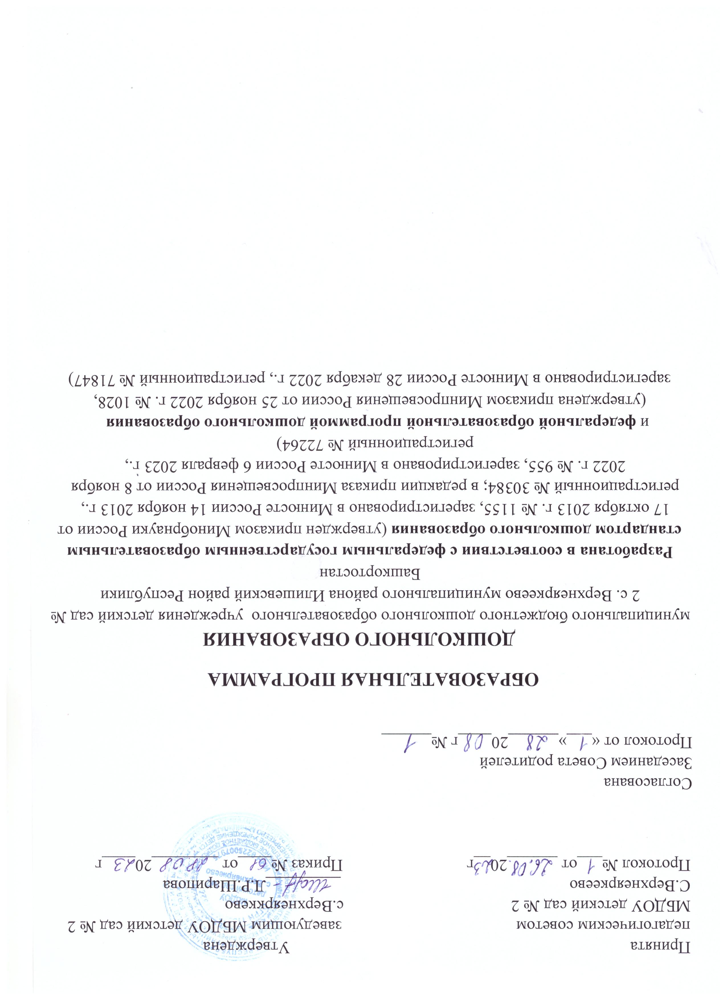 Принята
педагогическим советом
МБДОУ детский сад № 2
С.Верхнеяркеево
Протокол № 1 от 26.08. 2023г
Утверждена
заведующим МБДОУ детский сад № 2
с.Верхнеярккево
Л.Р.Шарипова
Приказ № 61 от 28.08 2023 г
Согласована
Заседанием Совета родителей
Протокол от «1» 28 20 08 г № 1
ОБРАЗОВАТЕЛЬНАЯ ПРОГРАММА
ДОШКОЛЬНОГО ОБРАЗОВАНИЯ
муниципального бюджетного дошкольного образовательного учреждения детский сад №
2 с. Верхнеяркеево муниципального района Илишевский район Республики
Башкортостан
Разработана в соответствии с федеральным государственным образовательным
стандартом дошкольного образования (утвержден приказом Минобрнауки России от
17 октября 2013 г. № 1155, зарегистрировано в Минюсте России 14 ноября 2013 г.,
регистрационный № 30384; в редакции приказа Минпросвещения России от 8 ноября
2022 г. № 955, зарегистрировано в Минюсте России 6 февраля 2023 г.,
регистрационный № 72264)
и федеральной образовательной программой дошкольного образования
(утверждена приказом Минпросвещения России от 25 ноября 2022 г. № 1028,
зарегистрировано в Минюсте России 28 декабря 2022 г., регистрационный № 71847)